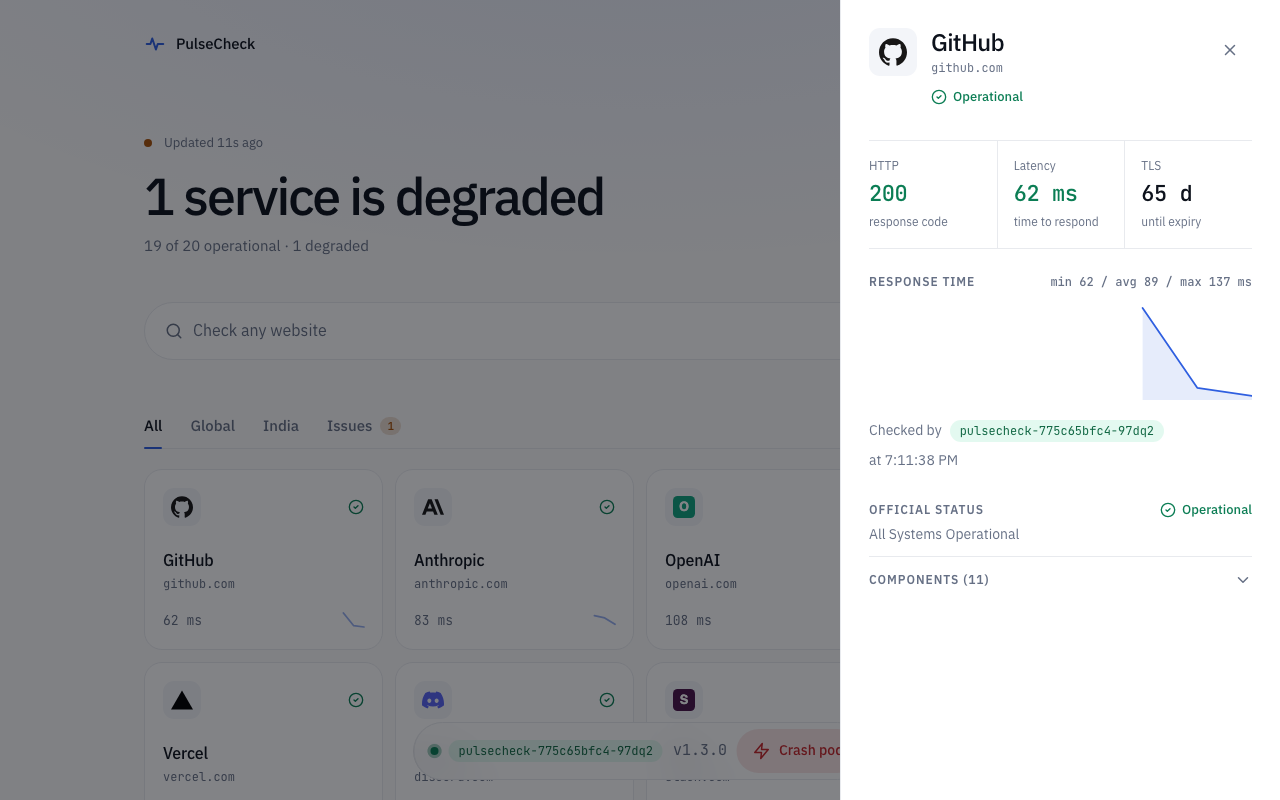 PulseCheck
Updated 11s ago
1 service is degraded
19 of 20 operational · 1 degraded
Check any website
All Global India Issues 1
GitHub
github.com
62 ms
Anthropic
anthropic.com
83 ms
O
OpenAI
openai.com
108 ms
Vercel
vercel.com
S
pulsecheck-775c65bfc4-97dq2 v1.3.0 Crash
GitHub
github.com
Operational
HTTP
200
response code
Latency
62 ms
time to respond
TLS
65 d
until expiry
RESPONSE TIME min 62 / avg 89 / max 137 ms
Checked by pulsecheck-775c65bfc4-97dq2
at 7:11:38 PM
OFFICIAL STATUS Operational
All Systems Operational
COMPONENTS (11)